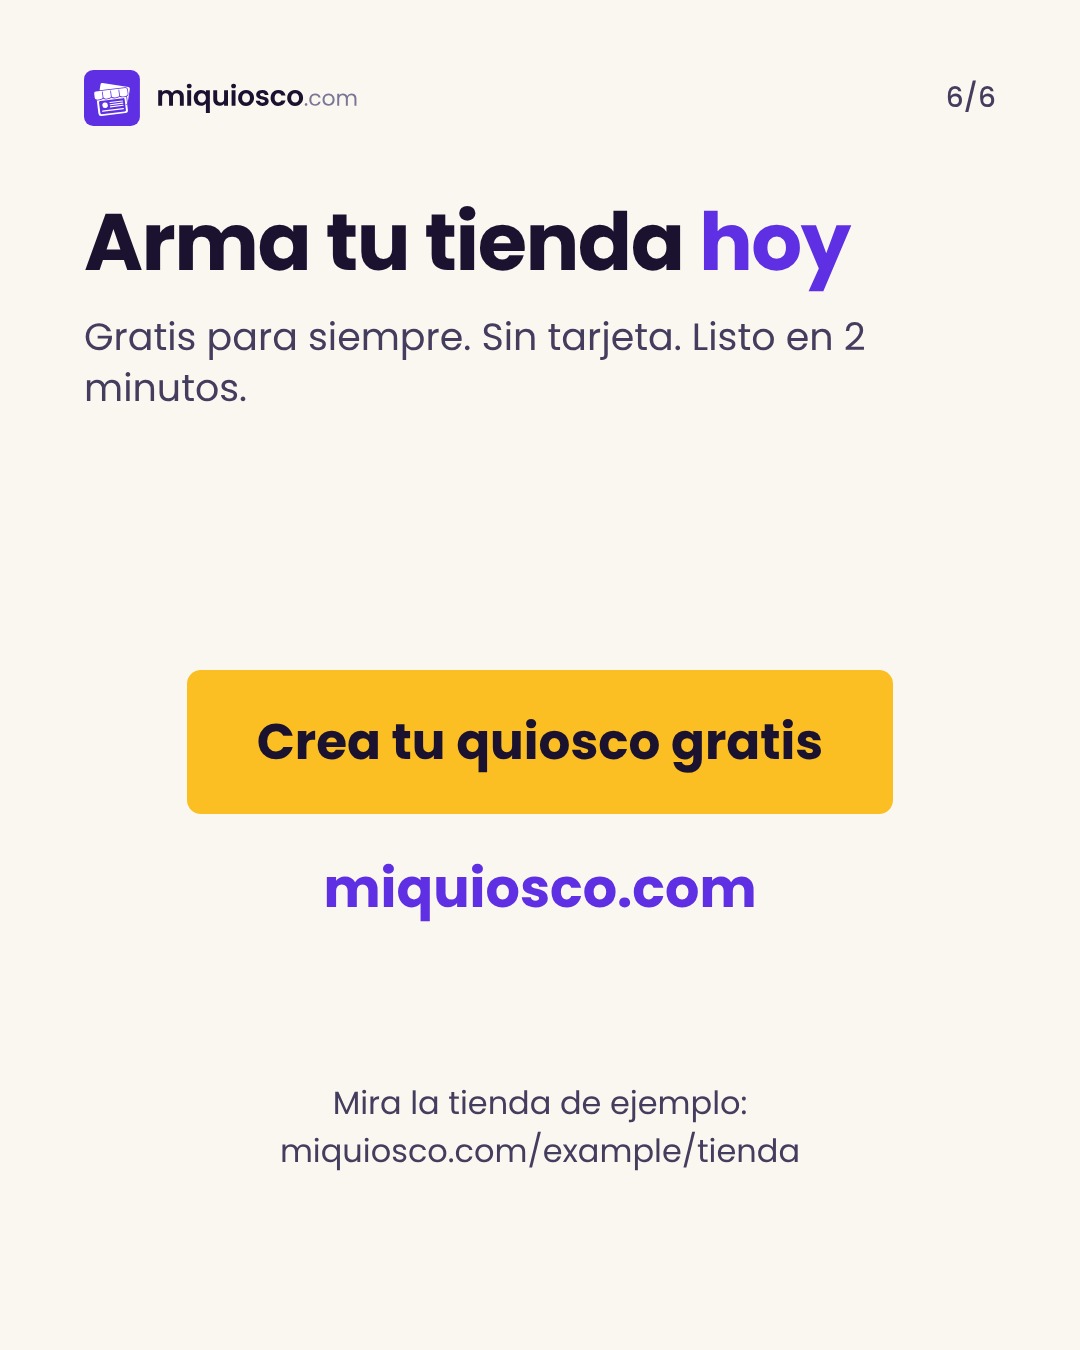 miquiosco.com
6/6
Arma tu tienda hoy
Gratis para siempre. Sin tarjeta. Listo en 2
minutos.
Crea tu quiosco gratis
miquiosco.com
Mira la tienda de ejemplo:
miquiosco.com/example/tienda